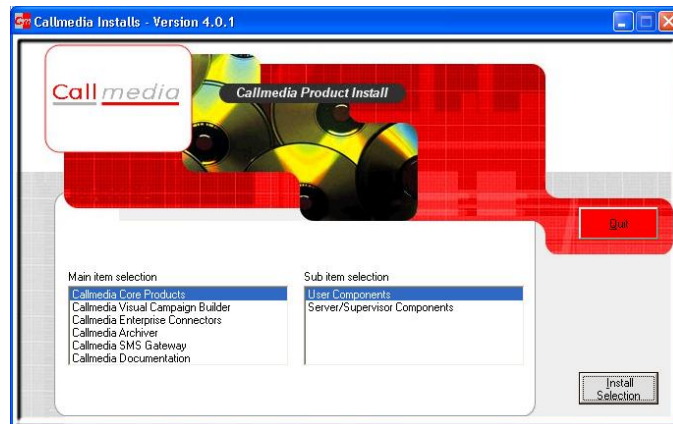 Callmedia Installs - Version 4.0.1
Call media
Callmedia Product Install
Quit
Main item selection
Callmedia Core Products
Callmedia Visual Campaign Builder
Callmedia Enterprise Connectors
Callmedia Archiver
Callmedia SMS Gateway
Callmedia Documentation
Sub item selection
User Components
Server/Supervisor Components
Install
Selection